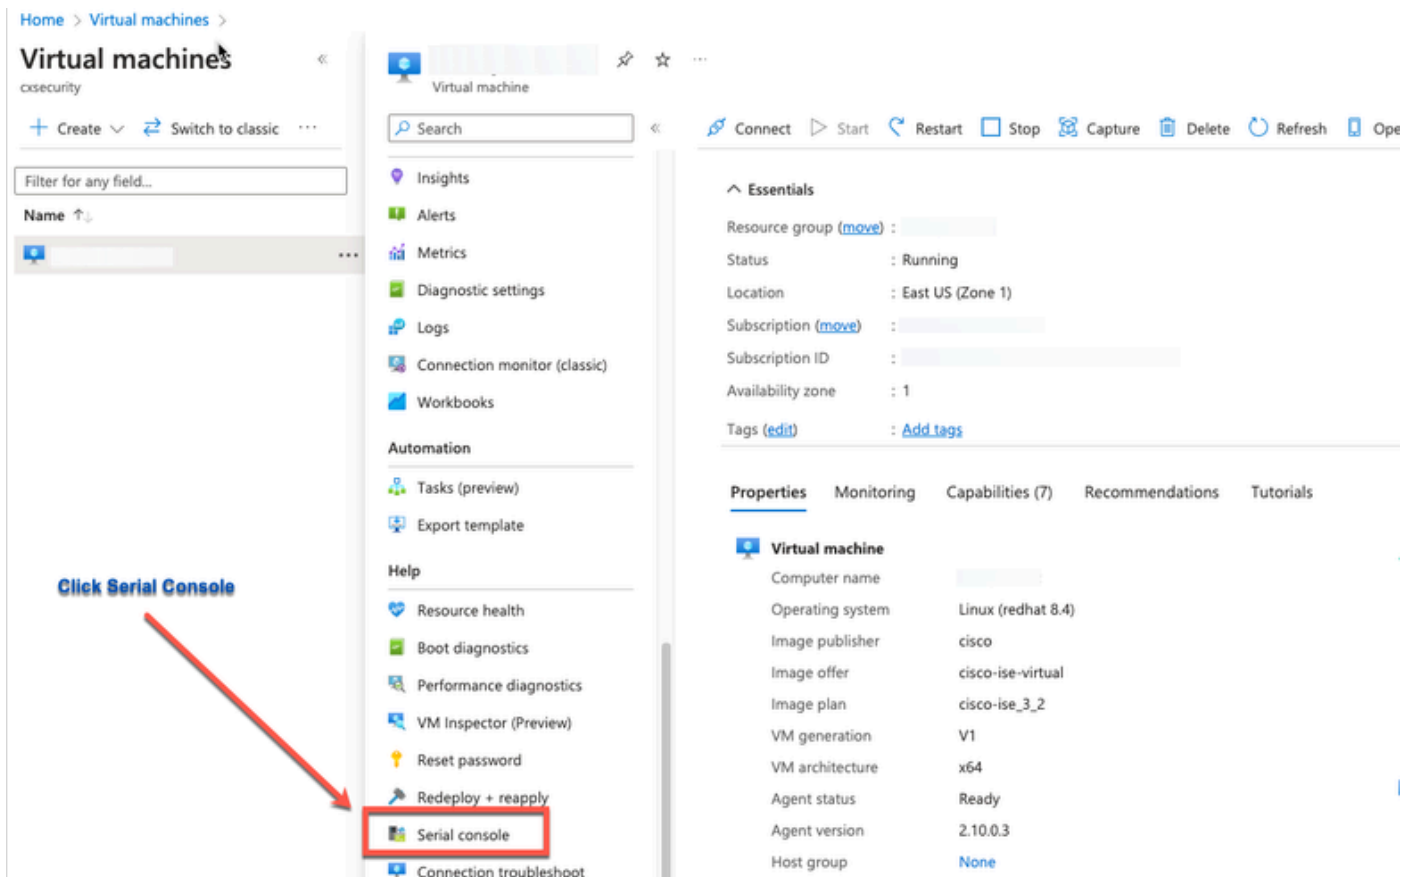 Home > Virtual machines >
Virtual machines «
cxsecurity
+ Create Switch to classic ...
Filter for any field...
Name ↑↓
...
Click Serial Console
...
Virtual machine
Search «
Insights
Alerts
Metrics
Diagnostic settings
Logs
Connection monitor (classic)
Workbooks
Automation
Tasks (preview)
Export template
Help
Resource health
Boot diagnostics
Performance diagnostics
VM Inspector (Preview)
Reset password
Redeploy + reapply
Serial console
Connection troubleshoot
Connect Start Restart Stop Capture Delete Refresh Ope
Essentials
Resource group (move) :
Status : Running
Location : East US (Zone 1)
Subscription (move) :
Subscription ID :
Availability zone : 1
Tags (edit) : Add tags
Properties Monitoring Capabilities (7) Recommendations Tutorials
Virtual machine
Computer name
Operating system Linux (redhat 8.4)
Image publisher cisco
Image offer cisco-ise-virtual
Image plan cisco-ise_3_2
VM generation V1
VM architecture x64
Agent status Ready
Agent version 2.10.0.3
Host group None